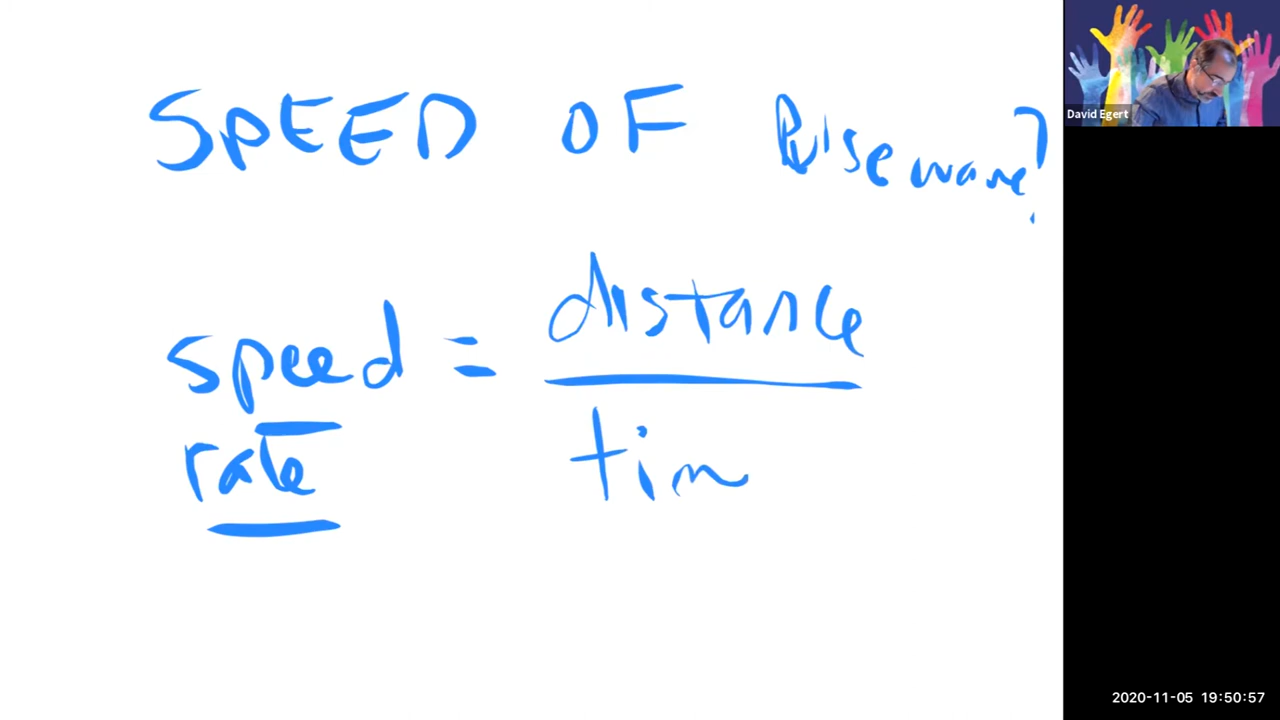 SPEED OF Pulse wave?
speed = distance
rate
tim
David Egert
2020-11-05 19:50:57